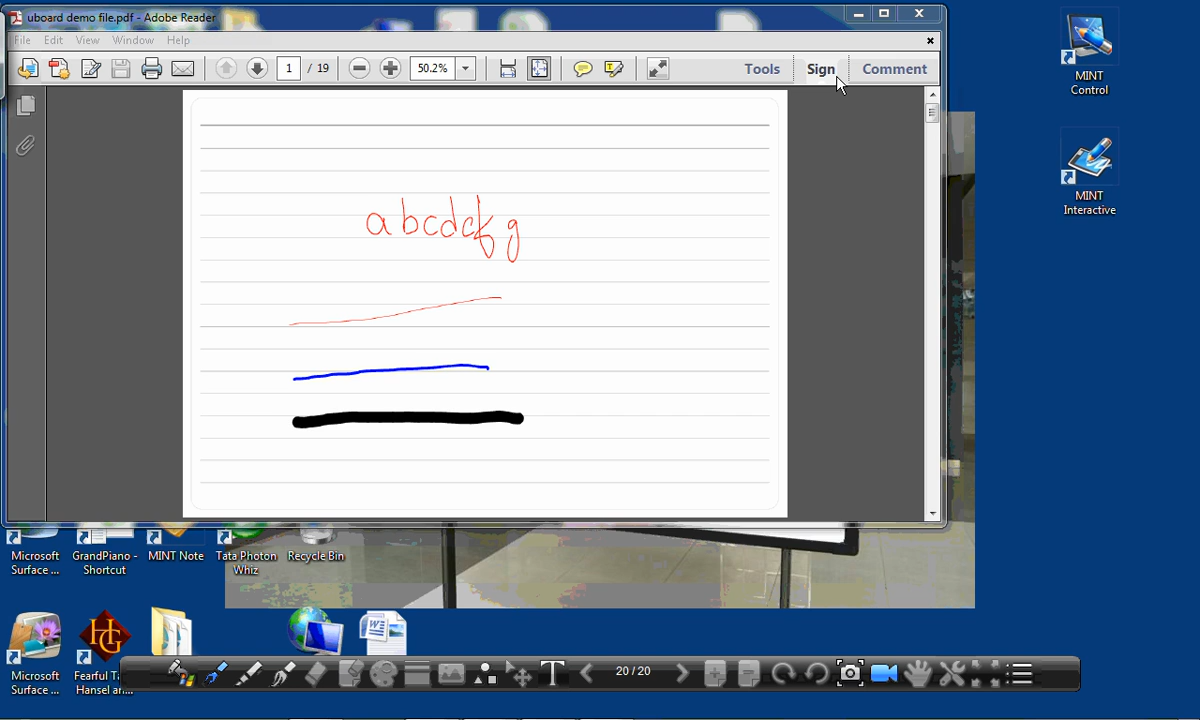 uboard demo file.pdf - Adobe Reader
File Edit View Window Help
1 / 19 50.2% Tools Sign Comment
abcdefg
MINT
Control
MINT
Interactive
Microsoft
Surface ...
GrandPiano -
Shortcut
MINT Note
Tata Photon
Whiz
Recycle Bin
Microsoft
Surface ...
Fearful T
Hansel an...
20 / 20